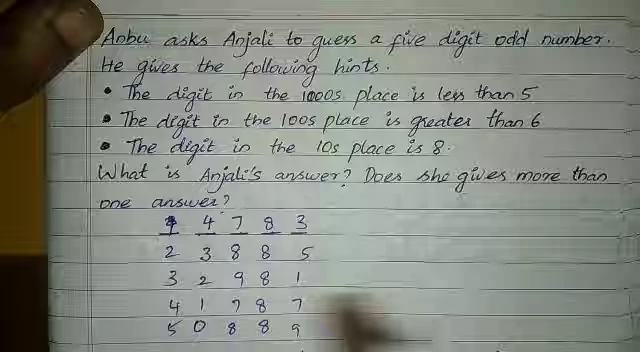 Anbu asks Anjali to guess a five digit odd number.
He gives the following hints.
• The digit in the 1000s place is less than 5
• The digit in the 100s place is greater than 6
• The digit in the 10s place is 8.
What is Anjali's answer? Does she gives more than
one answer?
4 7 8 3
2 3 8 8 5
3 2 9 8 1
4 1 7 8 7
5 0 8 8 9